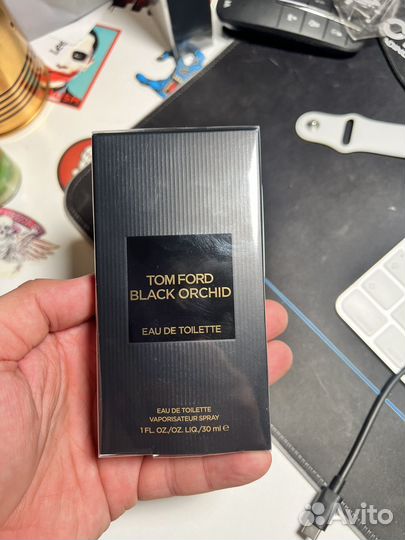 TOM FORD
BLACK ORCHID
EAU DE TOILETTE
EAU DE TOILETTE
VAPORISATEUR SPRAY
1 FL. OZ./OZ. LIQ./30 ml ℮
Avito